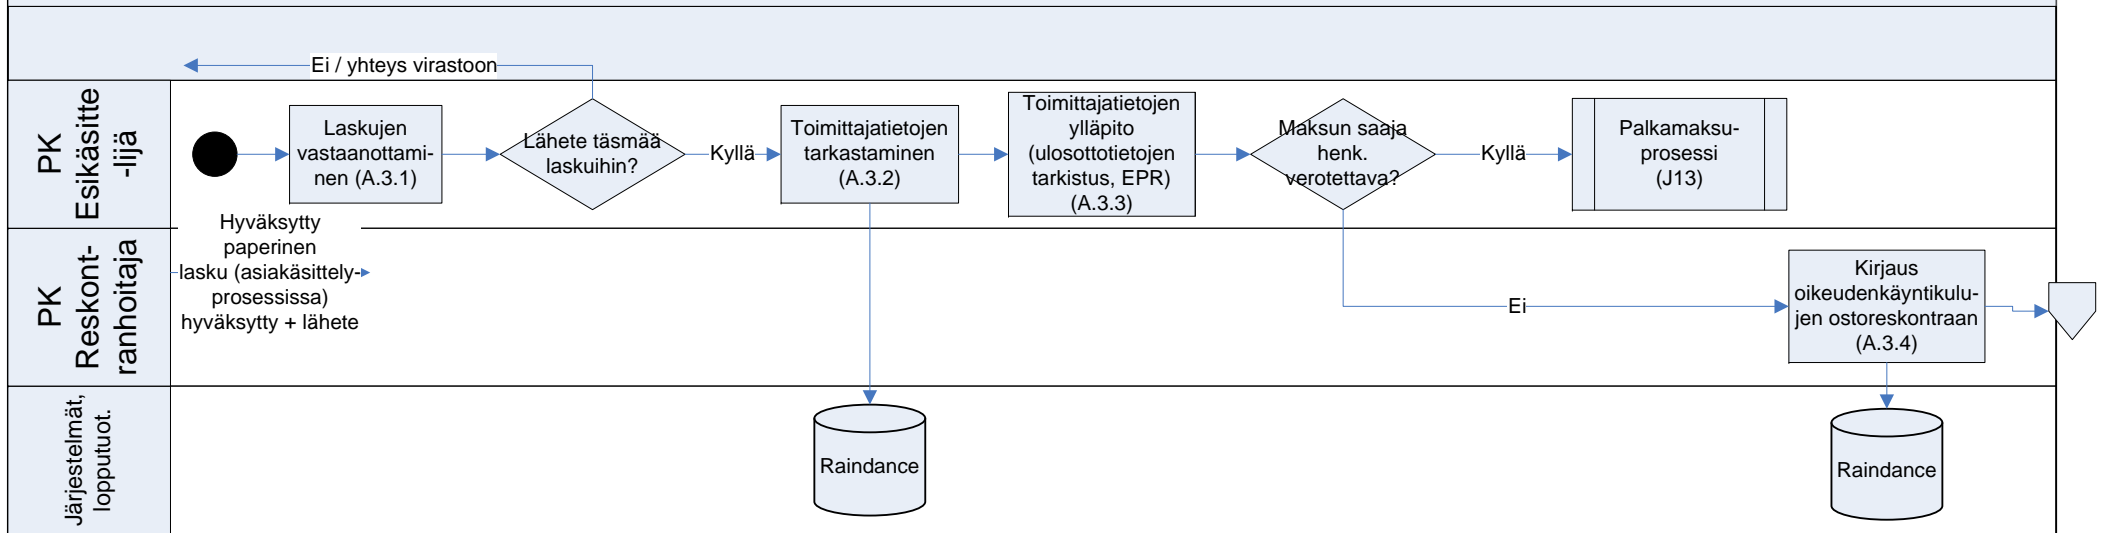 Ei / yhteys virastoon
PK
Esikäsitte
-lijä
Laskujen
vastaanottami-
nen (A.3.1)
Lähete täsmää
laskuihin?
Kyllä
Toimittajatietojen
tarkastaminen
(A.3.2)
Toimittajatietojen
ylläpito
(ulosottotietojen
tarkistus, EPR)
(A.3.3)
Maksun saaja
henk.
verotettava?
Kyllä
Palkamaksu-
prosessi
(J13)
PK
Reskont-
ranhoitaja
Hyväksytty
paperinen
lasku (asiakäsittely-
prosessissa)
hyväksytty + lähete
Ei
Kirjaus
oikeudenkäyntikulu-
jen ostoreskontraan
(A.3.4)
Järjestelmät,
lopputuot.
Raindance
Raindance